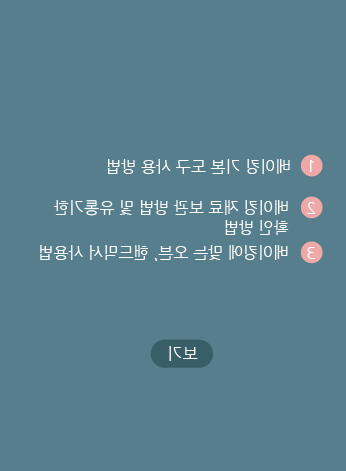 1 베이킹 기본 도구 사용 방법
2 베이킹 재료 보관 방법 및 유통기한
확인 방법
3 베이킹에 맞는 오븐, 핸드믹서 사용법
보기